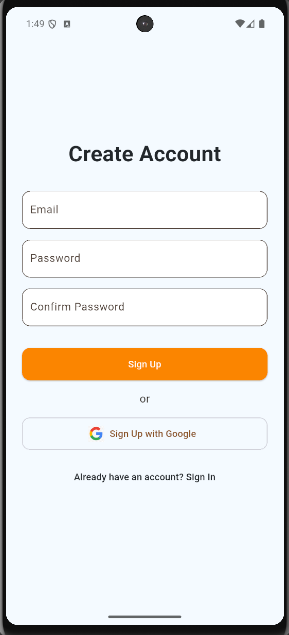 1:49
Create Account
Email
Password
Confirm Password
Sign Up
or
Sign Up with Google
Already have an account? Sign In